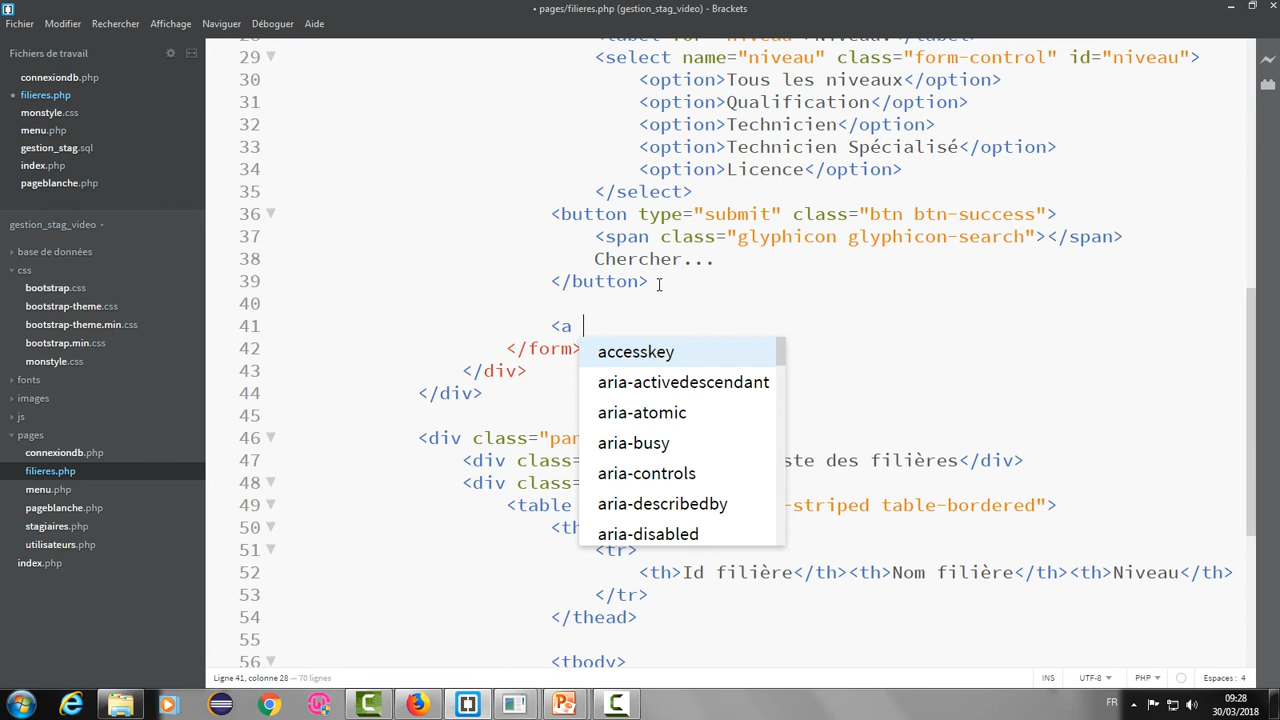 • pages/filieres.php (gestion_stag_video) - Brackets
Fichier Modifier Rechercher Affichage Naviguer Déboguer Aide
Fichiers de travail
connexiondb.php
• filieres.php
monstyle.css
menu.php
gestion_stag.sql
index.php
pageblanche.php
gestion_stag_video
base de données
css
bootstrap.css
bootstrap-theme.css
bootstrap-theme.min.css
bootstrap.min.css
monstyle.css
fonts
images
js
pages
connexiondb.php
filieres.php
menu.php
pageblanche.php
stagiaires.php
utilisateurs.php
index.php
29 <select name="niveau" class="form-control" id="niveau">
30 <option>Tous les niveaux</option>
31 <option>Qualification</option>
32 <option>Technicien</option>
33 <option>Technicien Spécialisé</option>
34 <option>Licence</option>
35 </select>
36 <button type="submit" class="btn btn-success">
37 <span class="glyphicon glyphicon-search"></span>
38 Chercher...
39 </button>
40
41 <a
42 </form>
43 </div>
44 </div>
45
46 <div class="pan
47 <div class= ste des filières</div>
48 <div class=
49 <table -striped table-bordered">
50 <th
51 <tr>
52 <th>Id filière</th><th>Nom filière</th><th>Niveau</th>
53 </tr>
54 </thead>
55
56 <tbody>
accesskey
aria-activedescendant
aria-atomic
aria-busy
aria-controls
aria-describedby
aria-disabled
Ligne 41, colonne 28 — 70 lignes
INS UTF-8 PHP Espaces : 4
FR
09:28
30/03/2018